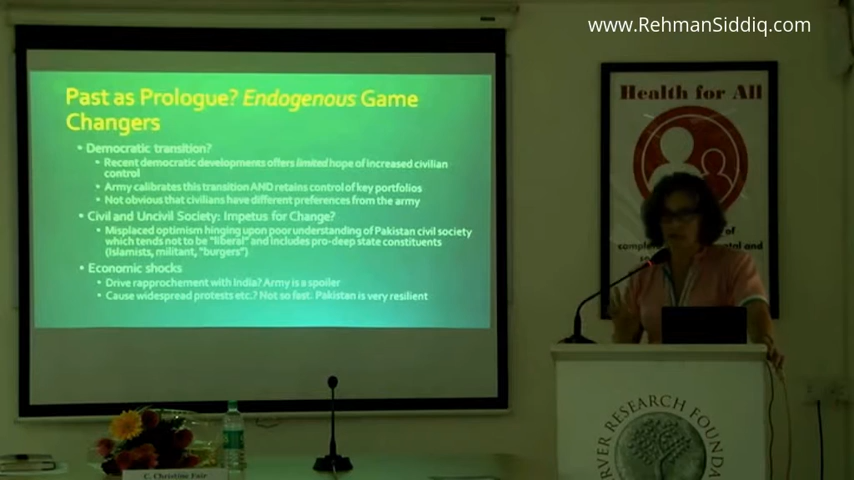 www.RehmanSiddiq.com
Past as Prologue? Endogenous Game
Changers
• Democratic transition?
• Recent democratic developments offers limited hope of increased civilian
control
• Army calibrates this transition AND retains control of key portfolios
• Not obvious that civilians have different preferences from the army
• Civil and Uncivil Society: Impetus for Change?
• Misplaced optimism hinging upon poor understanding of Pakistan civil society
which tends not to be "liberal" and includes pro-deep state constituents
(Islamists, militant, "burgers")
• Economic shocks
• Drive rapprochement with India? Army is a spoiler
• Cause widespread protests etc.? Not so fast. Pakistan is very resilient
Health for All
of
and
C. Christine Fair
RVER RESEARCH FOUNDA